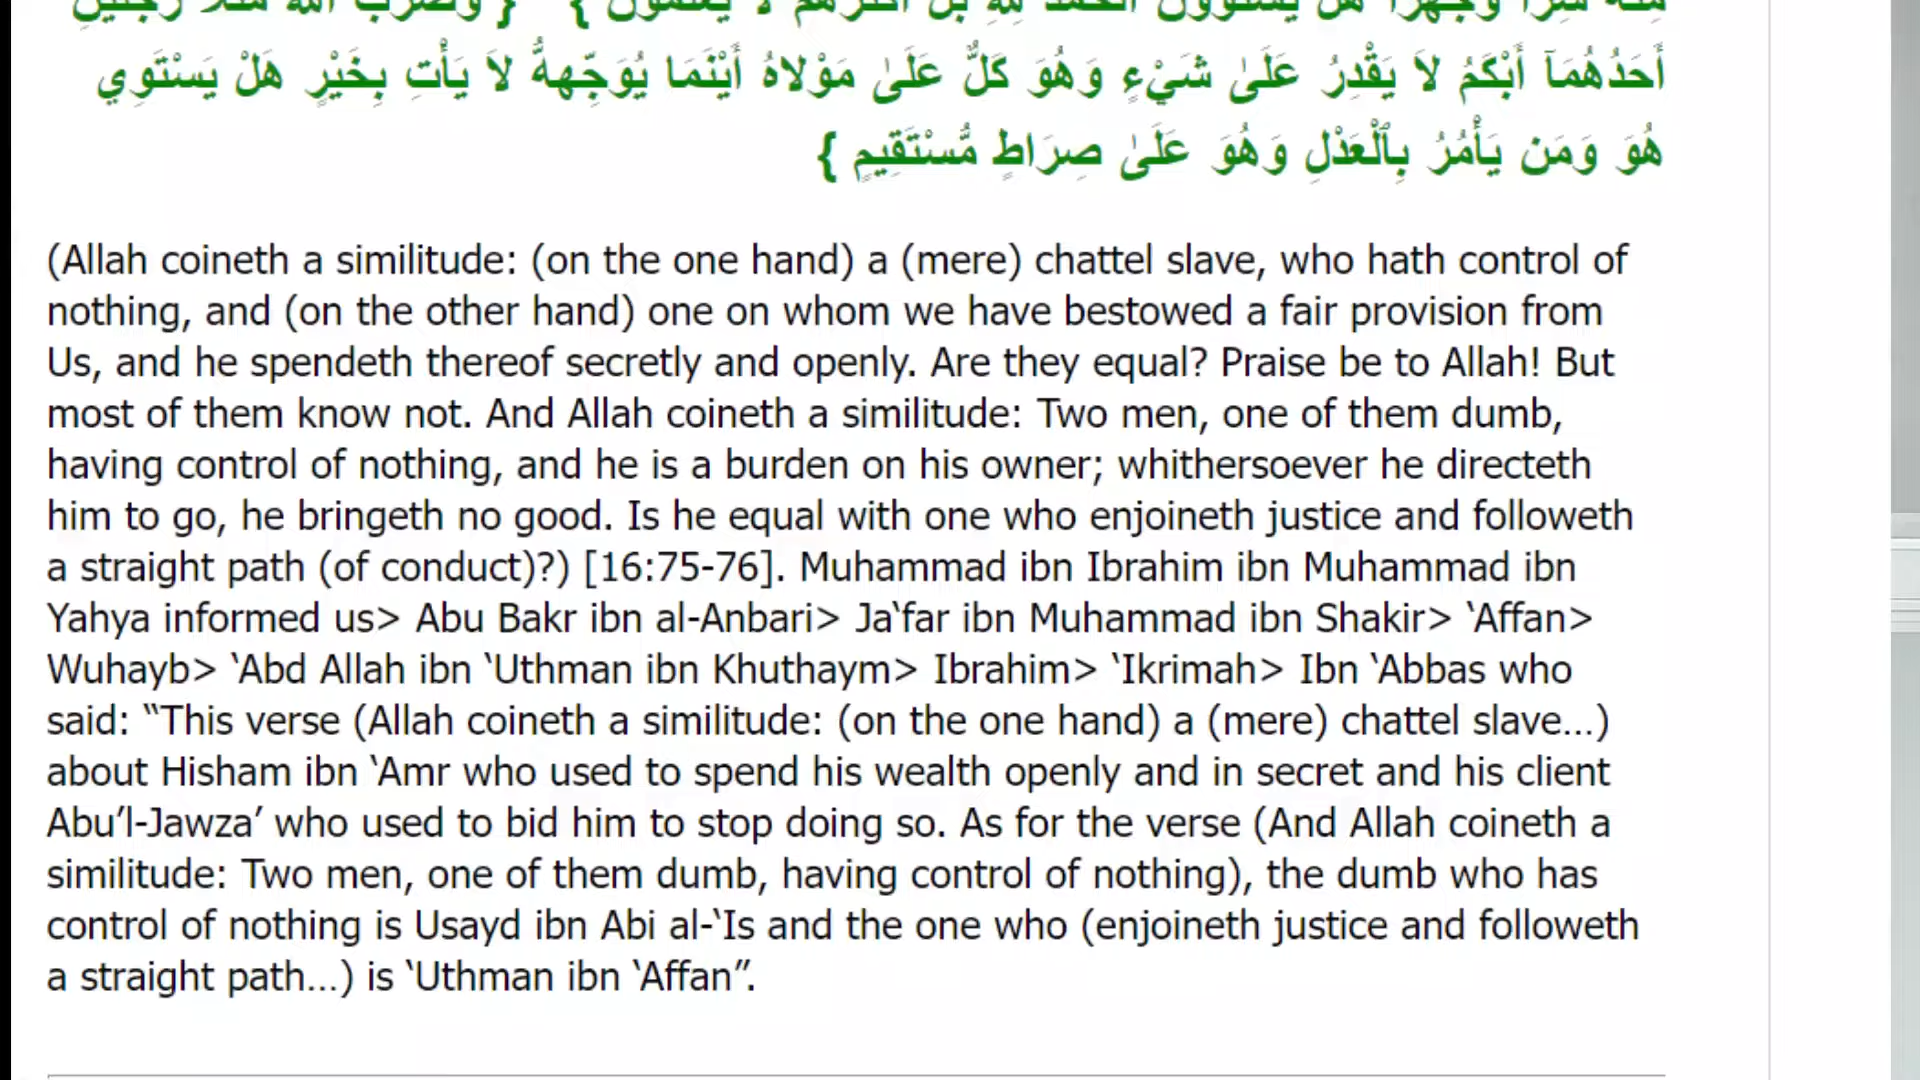 أَحَدُهُمَآ أَبْكَمُ لاَ يَقْدِرُ عَلَىٰ شَيْءٍ وَهُوَ كَلٌّ عَلَىٰ مَوْلاهُ أَيْنَمَا يُوَجِّههُّ لاَ يَأْتِ بِخَيْرٍ هَلْ يَسْتَوِي
هُوَ وَمَن يَأْمُرُ بِٱلْعَدْلِ وَهُوَ عَلَىٰ صِرَاطٍ مُّسْتَقِيمٍ }
(Allah coineth a similitude: (on the one hand) a (mere) chattel slave, who hath control of
nothing, and (on the other hand) one on whom we have bestowed a fair provision from
Us, and he spendeth thereof secretly and openly. Are they equal? Praise be to Allah! But
most of them know not. And Allah coineth a similitude: Two men, one of them dumb,
having control of nothing, and he is a burden on his owner; whithersoever he directeth
him to go, he bringeth no good. Is he equal with one who enjoineth justice and followeth
a straight path (of conduct)?) [16:75-76]. Muhammad ibn Ibrahim ibn Muhammad ibn
Yahya informed us> Abu Bakr ibn al-Anbari> Ja‘far ibn Muhammad ibn Shakir> ‘Affan>
Wuhayb> ‘Abd Allah ibn ‘Uthman ibn Khuthaym> Ibrahim> ‘Ikrimah> Ibn ‘Abbas who
said: “This verse (Allah coineth a similitude: (on the one hand) a (mere) chattel slave…)
about Hisham ibn ‘Amr who used to spend his wealth openly and in secret and his client
Abu’l-Jawza’ who used to bid him to stop doing so. As for the verse (And Allah coineth a
similitude: Two men, one of them dumb, having control of nothing), the dumb who has
control of nothing is Usayd ibn Abi al-‘Is and the one who (enjoineth justice and followeth
a straight path…) is ‘Uthman ibn ‘Affan”.